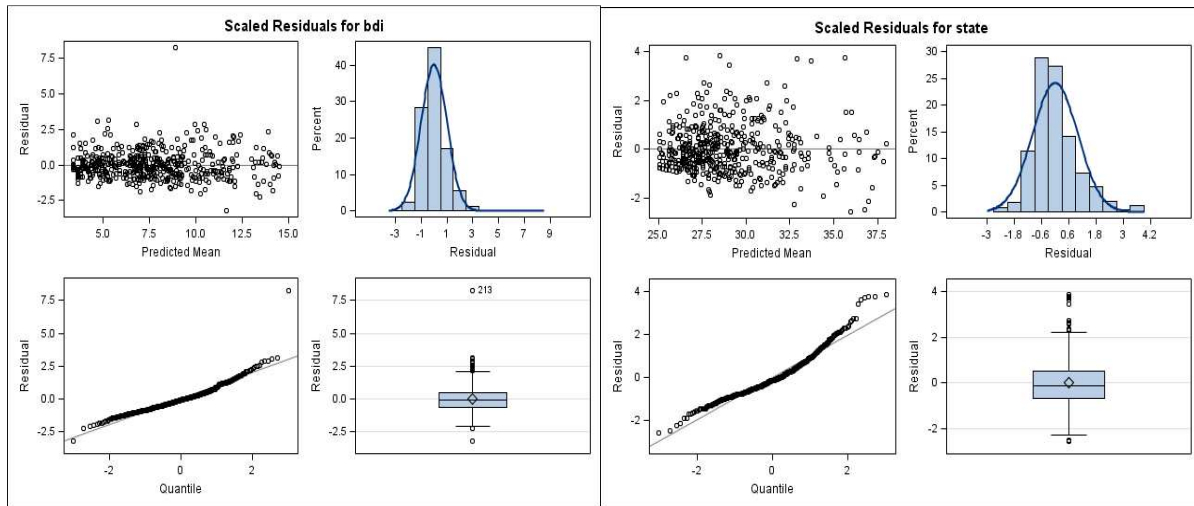 Scaled Residuals for bdi
7.5
5.0
2.5
0.0
-2.5
Residual
5.0 7.5 10.0 12.5 15.0
Predicted Mean
40
30
20
10
0
Percent
-3 -1 1 3 5 7 9
Residual
7.5
5.0
2.5
0.0
-2.5
Residual
-2 0 2
Quantile
7.5
5.0
2.5
0.0
-2.5
Residual
213
Scaled Residuals for state
4
2
0
-2
Residual
25.0 27.5 30.0 32.5 35.0 37.5
Predicted Mean
30
25
20
15
10
5
0
Percent
-3 -1.8 -0.6 0.6 1.8 3 4.2
Residual
4
2
0
-2
Residual
-2 0 2
Quantile
4
2
0
-2
Residual